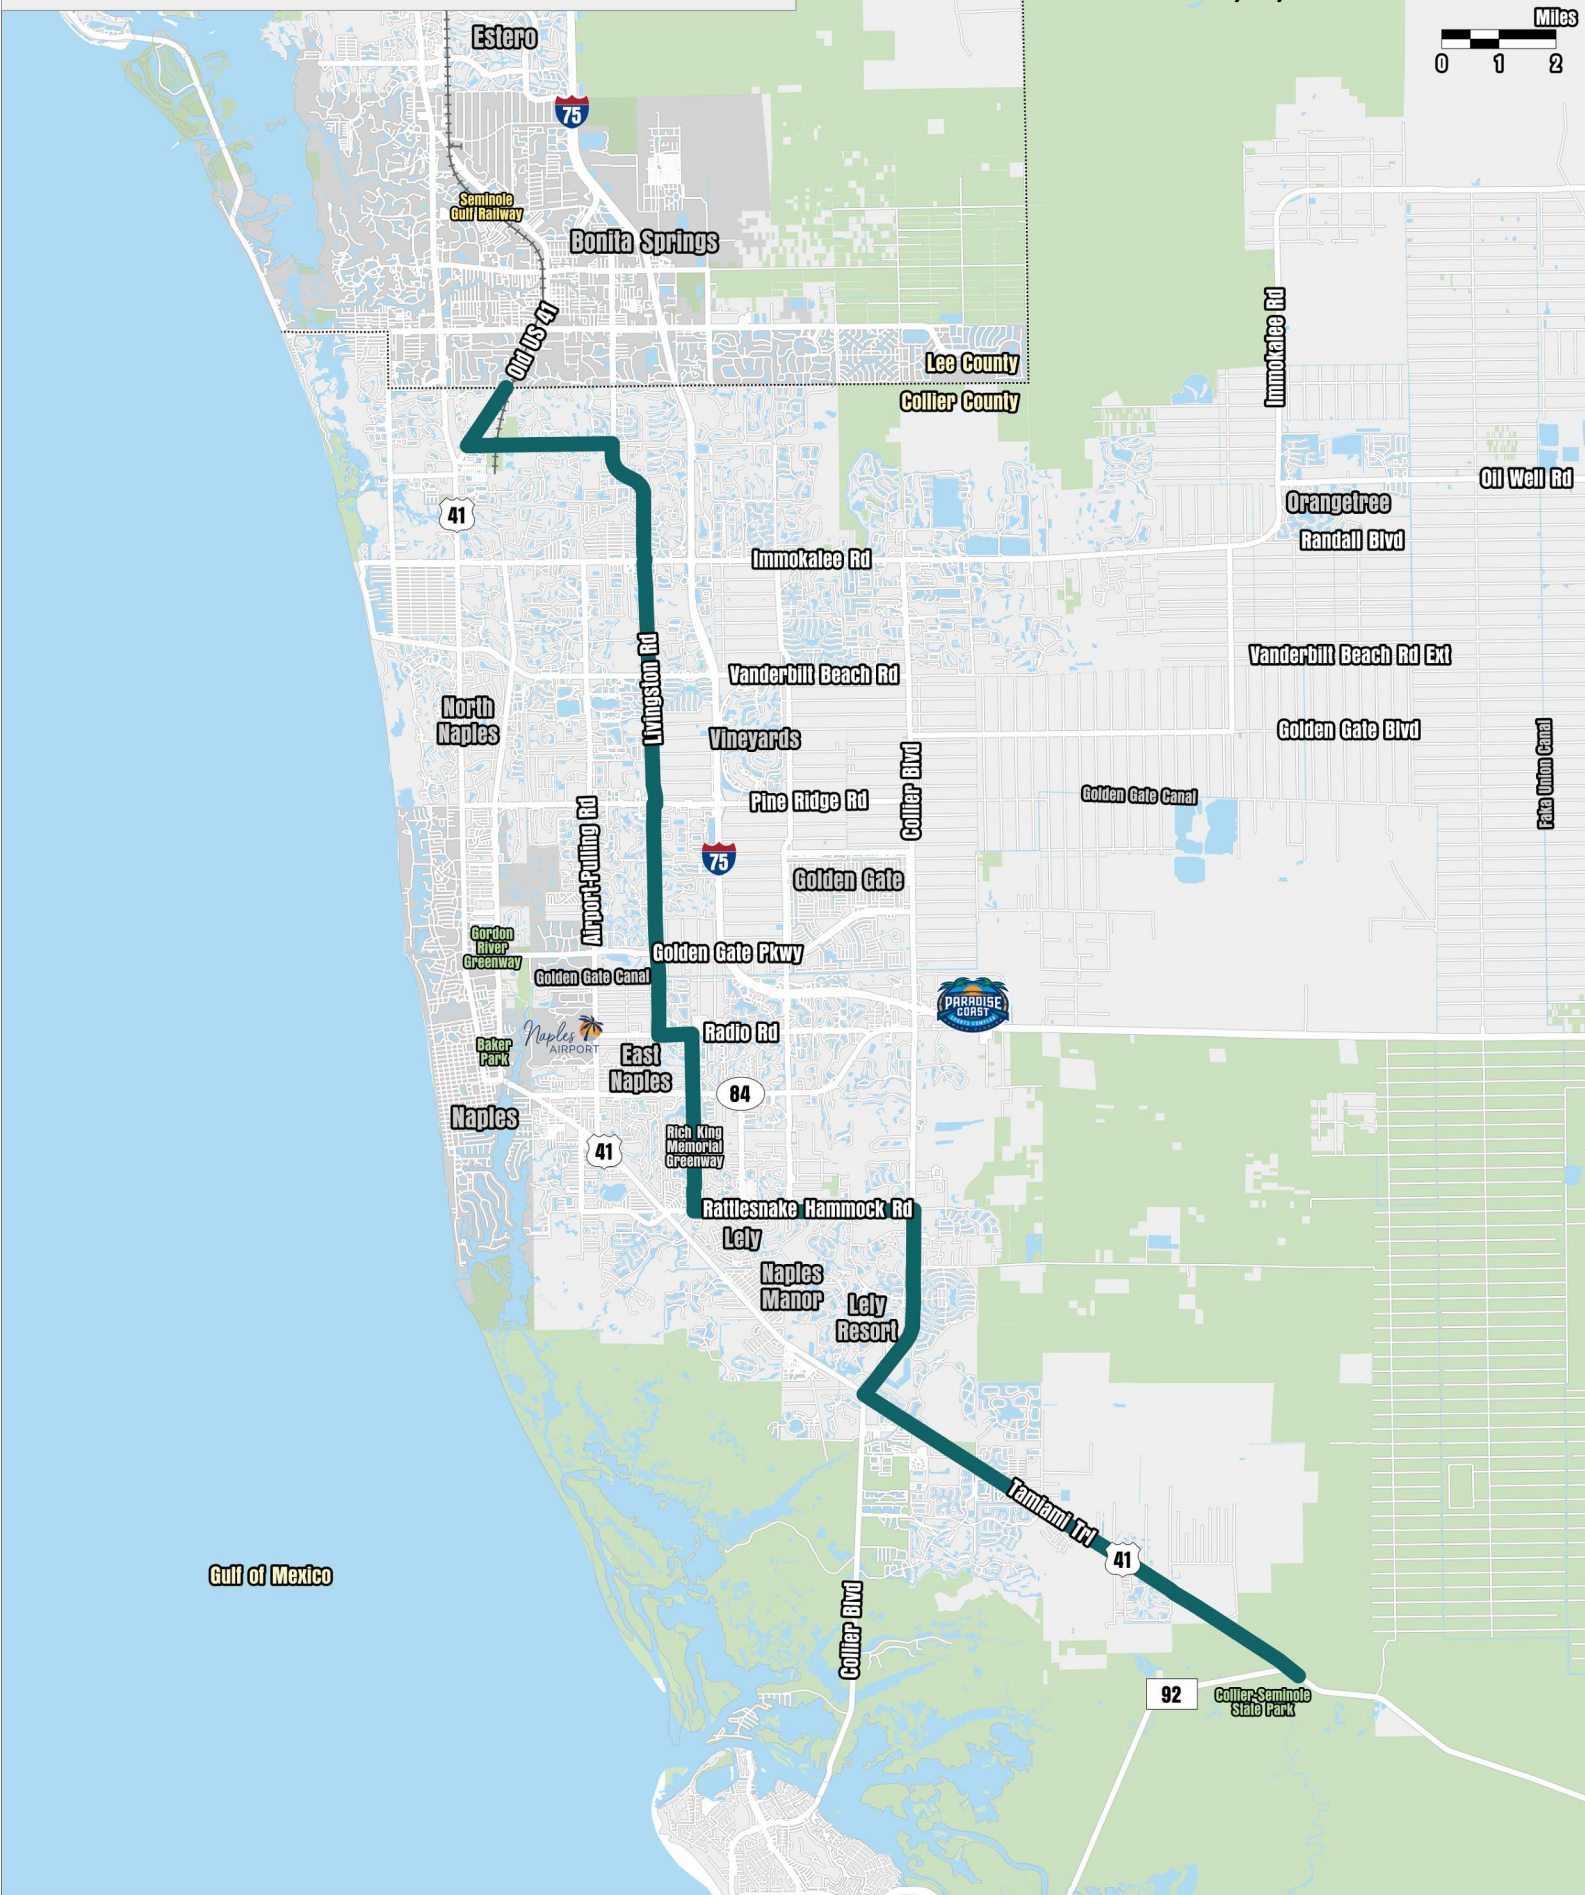 Miles
0 1 2
Estero
75
Seminole
Gulf Railway
Bonita Springs
Old US 41
Immokalee Rd
Lee County
Collier County
41
Oil Well Rd
Orangetree
Randall Blvd
Immokalee Rd
Livingston Rd
Vanderbilt Beach Rd Ext
Vanderbilt Beach Rd
North
Naples
Vineyards
Golden Gate Blvd
Collier Blvd
Faka Union Canal
Pine Ridge Rd
Golden Gate Canal
Airport-Pulling Rd
75
Golden Gate
Gordon
River
Greenway
Golden Gate Pkwy
Golden Gate Canal
PARADISE
COAST
SPORTS COMPLEX
Naples
AIRPORT
Radio Rd
Baker
Park
East
Naples
84
Naples
41
Rich King
Memorial
Greenway
Rattlesnake Hammock Rd
Lely
Naples
Manor
Lely
Resort
Tamiami Trl
41
Gulf of Mexico
Collier Blvd
92
Collier-Seminole
State Park